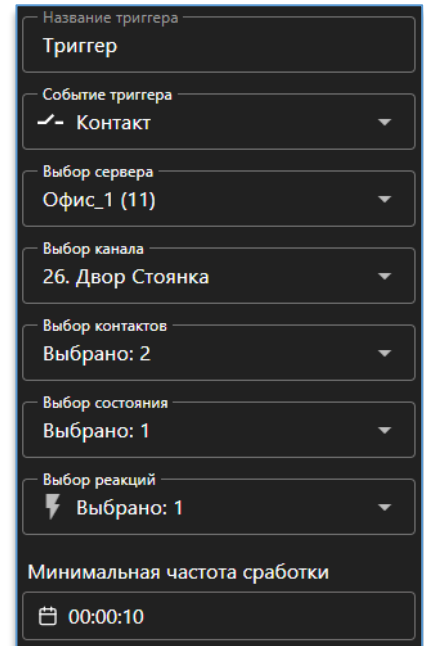 Название триггера
Триггер
Событие триггера
Контакт
Выбор сервера
Офис_1 (11)
Выбор канала
26. Двор Стоянка
Выбор контактов
Выбрано: 2
Выбор состояния
Выбрано: 1
Выбор реакций
Выбрано: 1
Минимальная частота сработки
00:00:10